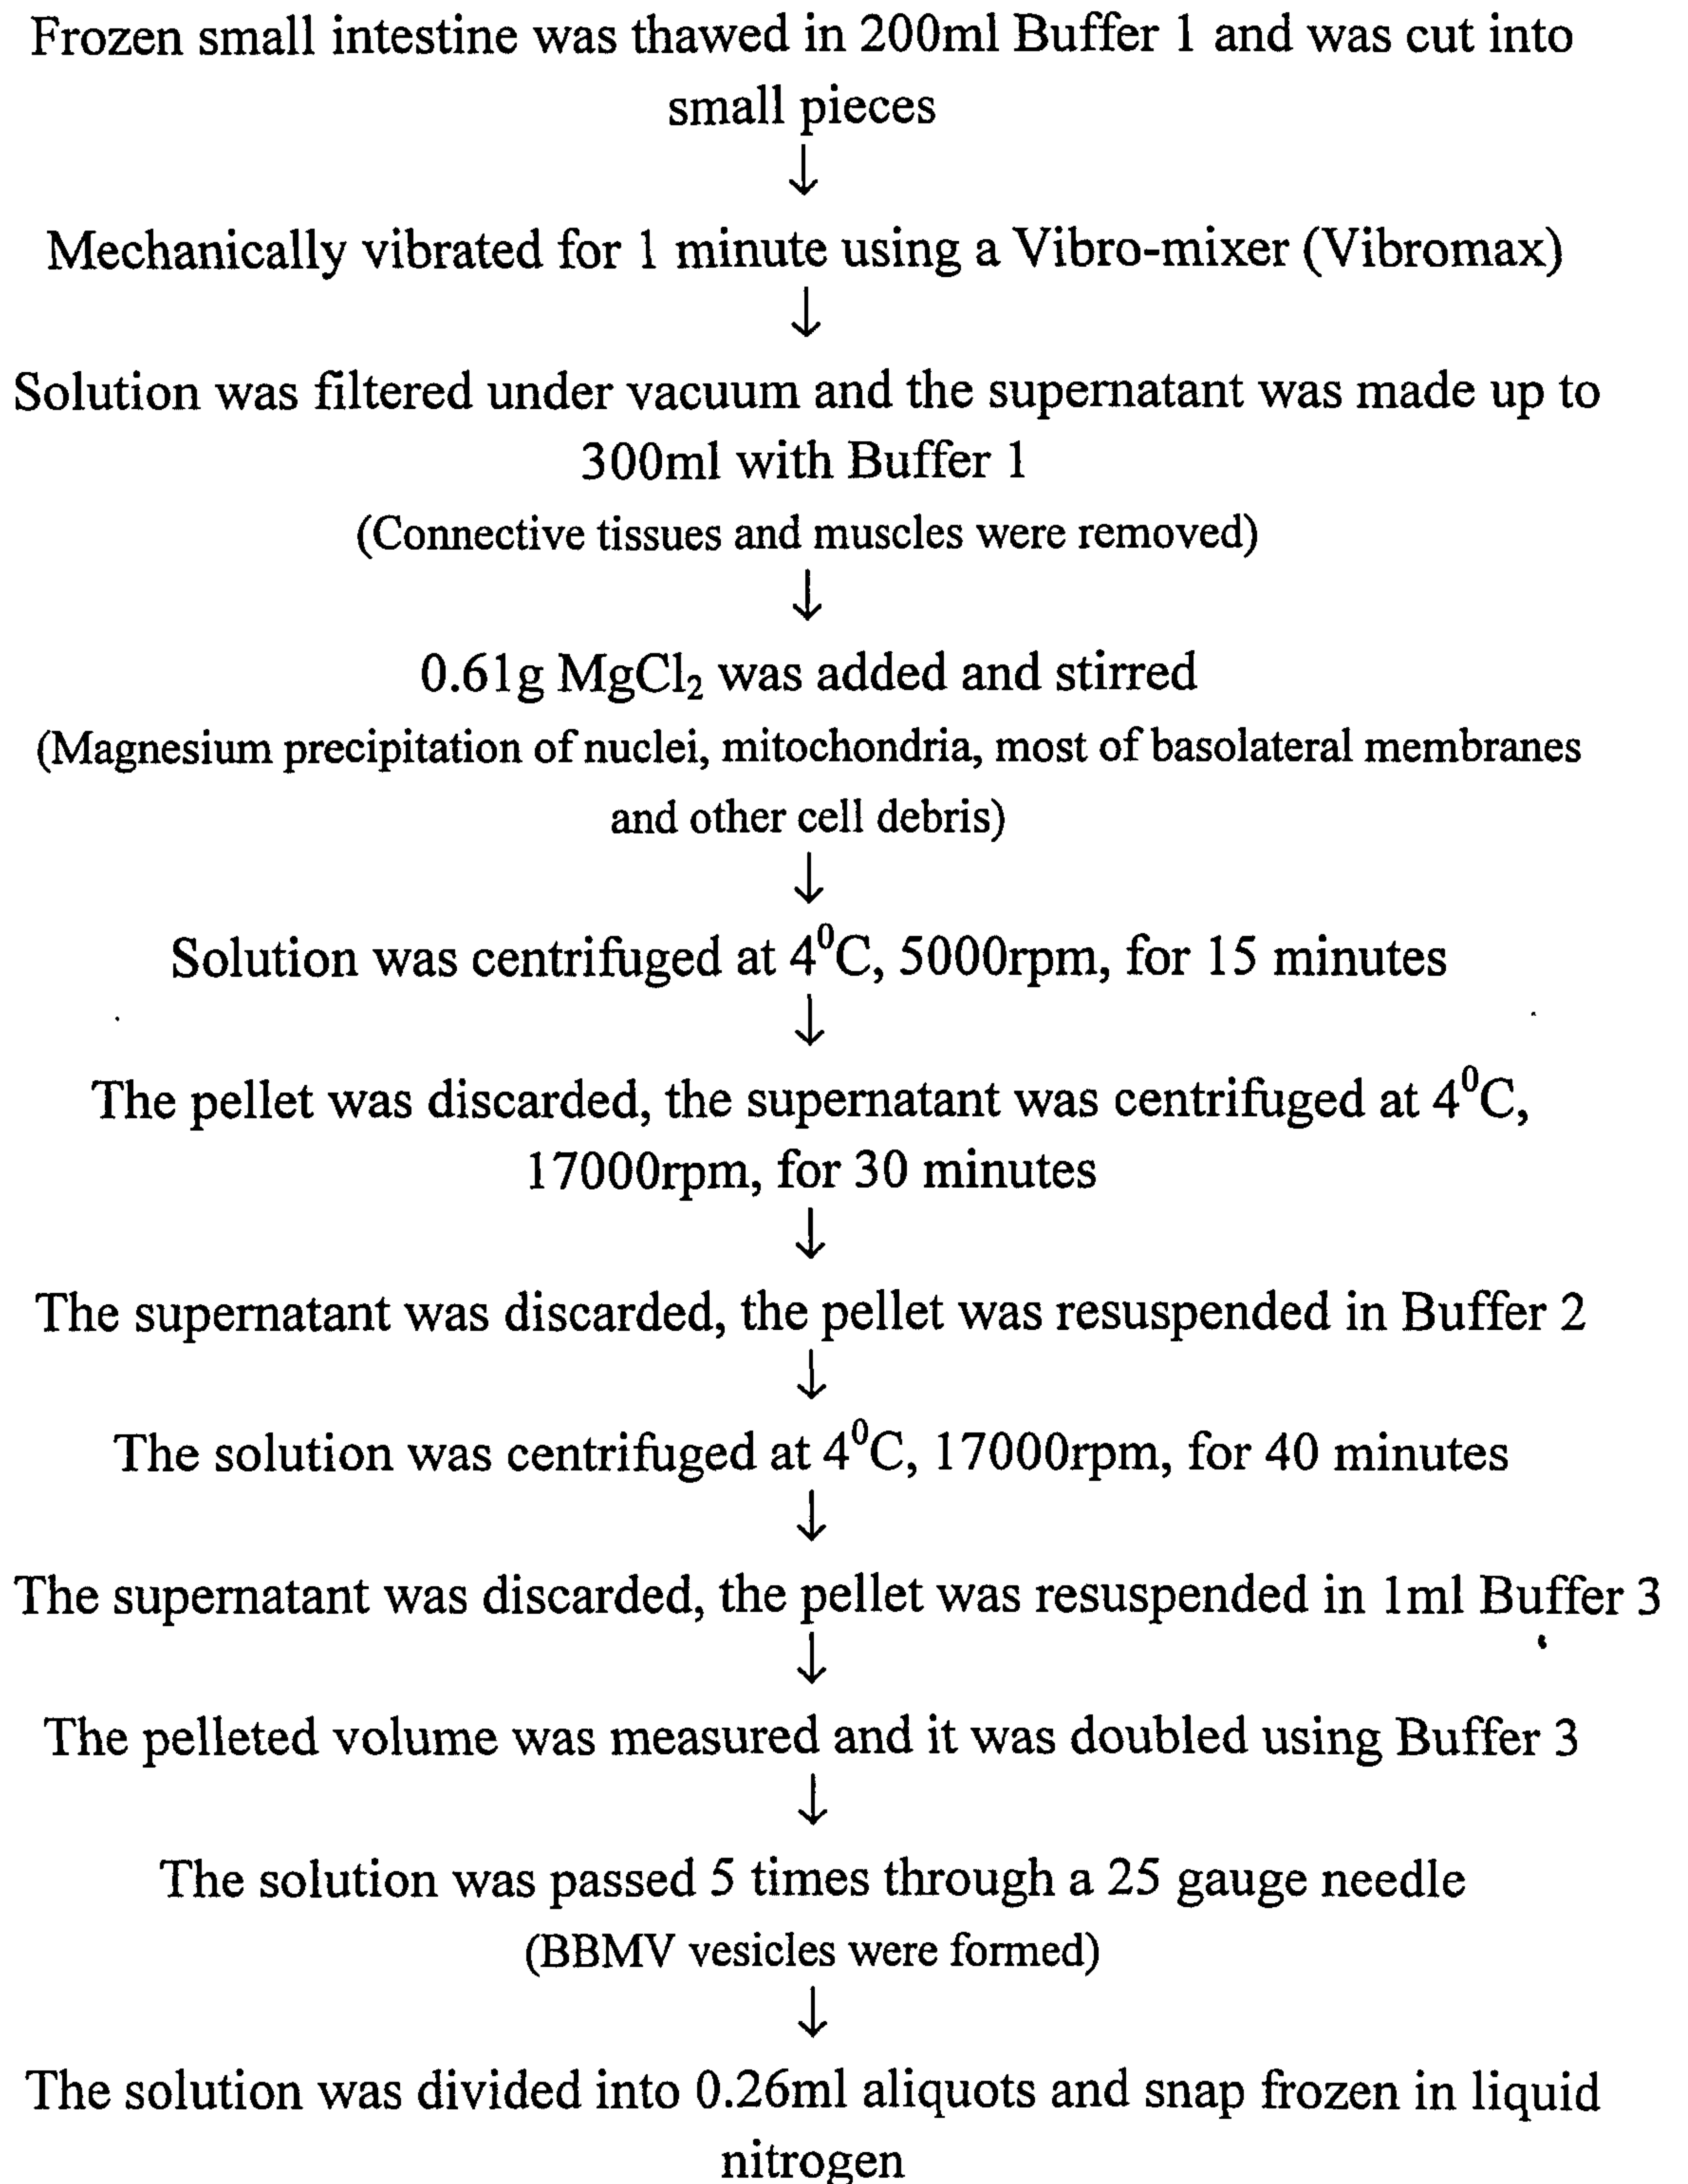 Frozen small intestine was thawed in 200ml Buffer 1 and was cut into
small pieces
↓
Mechanically vibrated for 1 minute using a Vibro-mixer (Vibromax)
↓
Solution was filtered under vacuum and the supernatant was made up to
300ml with Buffer 1
(Connective tissues and muscles were removed)
↓
0.61g MgCl₂ was added and stirred
(Magnesium precipitation of nuclei, mitochondria, most of basolateral membranes
and other cell debris)
↓
Solution was centrifuged at 4⁰C, 5000rpm, for 15 minutes
↓
The pellet was discarded, the supernatant was centrifuged at 4⁰C,
17000rpm, for 30 minutes
↓
The supernatant was discarded, the pellet was resuspended in Buffer 2
↓
The solution was centrifuged at 4⁰C, 17000rpm, for 40 minutes
↓
The supernatant was discarded, the pellet was resuspended in 1ml Buffer 3
↓
The pelleted volume was measured and it was doubled using Buffer 3
↓
The solution was passed 5 times through a 25 gauge needle
(BBMV vesicles were formed)
↓
The solution was divided into 0.26ml aliquots and snap frozen in liquid
nitrogen